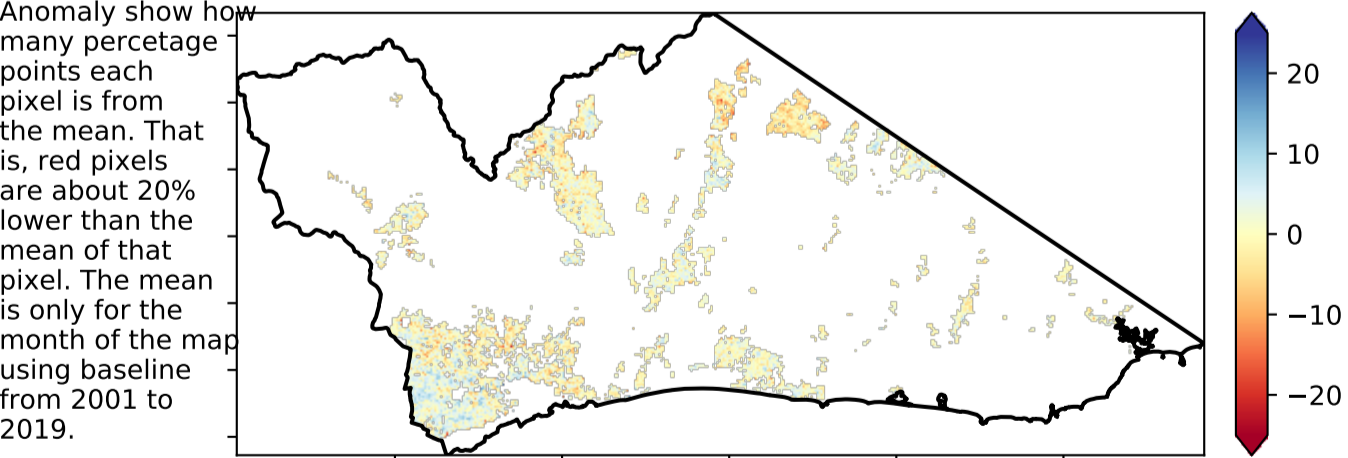 Anomaly show how
many percetage
points each
pixel is from
the mean. That
is, red pixels
are about 20%
lower than the
mean of that
pixel. The mean
is only for the
month of the map
using baseline
from 2001 to
2019.
20
10
0
−10
−20